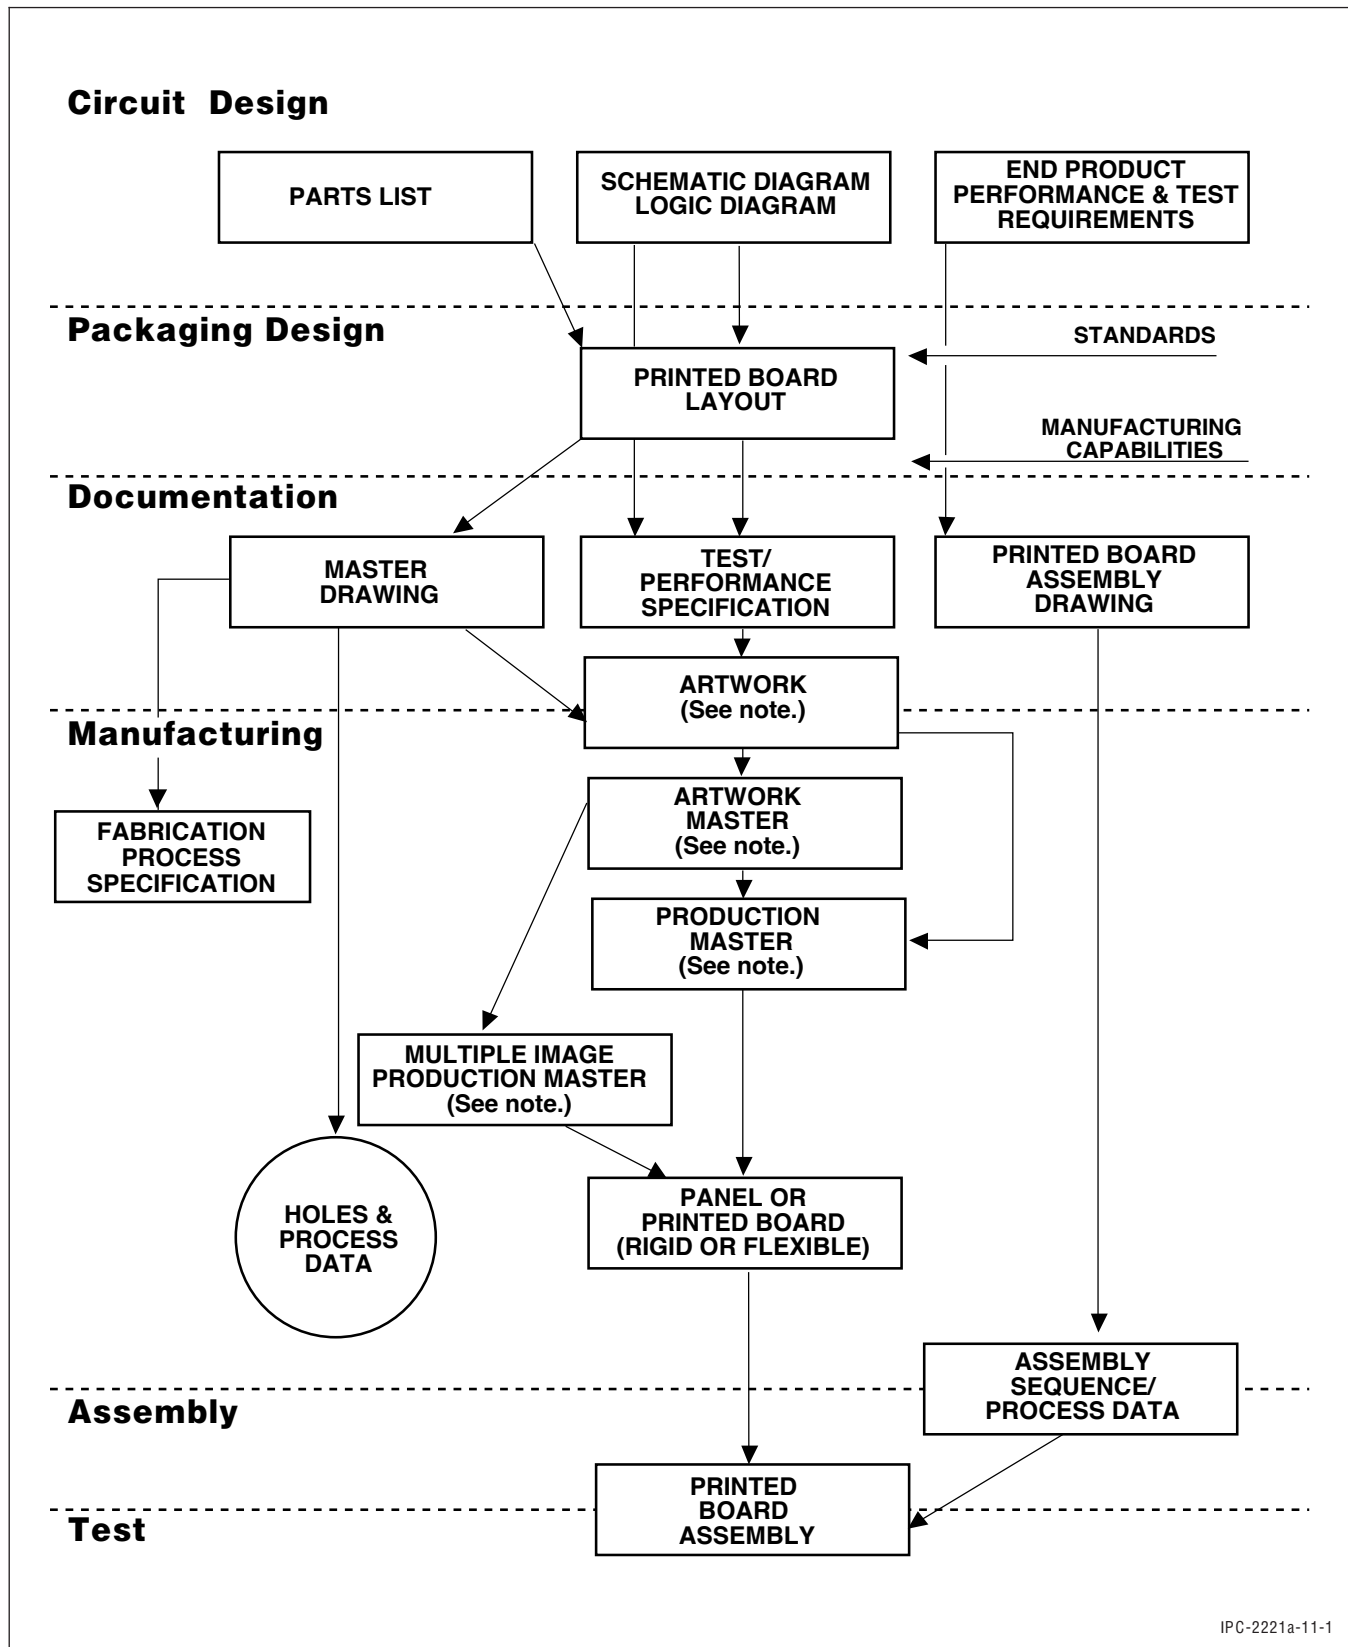 Circuit Design
PARTS LIST
SCHEMATIC DIAGRAM
LOGIC DIAGRAM
END PRODUCT
PERFORMANCE & TEST
REQUIREMENTS
Packaging Design
STANDARDS
PRINTED BOARD
LAYOUT
MANUFACTURING
CAPABILITIES
Documentation
MASTER
DRAWING
TEST/
PERFORMANCE
SPECIFICATION
PRINTED BOARD
ASSEMBLY
DRAWING
ARTWORK
(See note.)
Manufacturing
ARTWORK
MASTER
(See note.)
FABRICATION
PROCESS
SPECIFICATION
PRODUCTION
MASTER
(See note.)
MULTIPLE IMAGE
PRODUCTION MASTER
(See note.)
HOLES &
PROCESS
DATA
PANEL OR
PRINTED BOARD
(RIGID OR FLEXIBLE)
ASSEMBLY
SEQUENCE/
PROCESS DATA
Assembly
PRINTED
BOARD
ASSEMBLY
Test
IPC-2221a-11-1